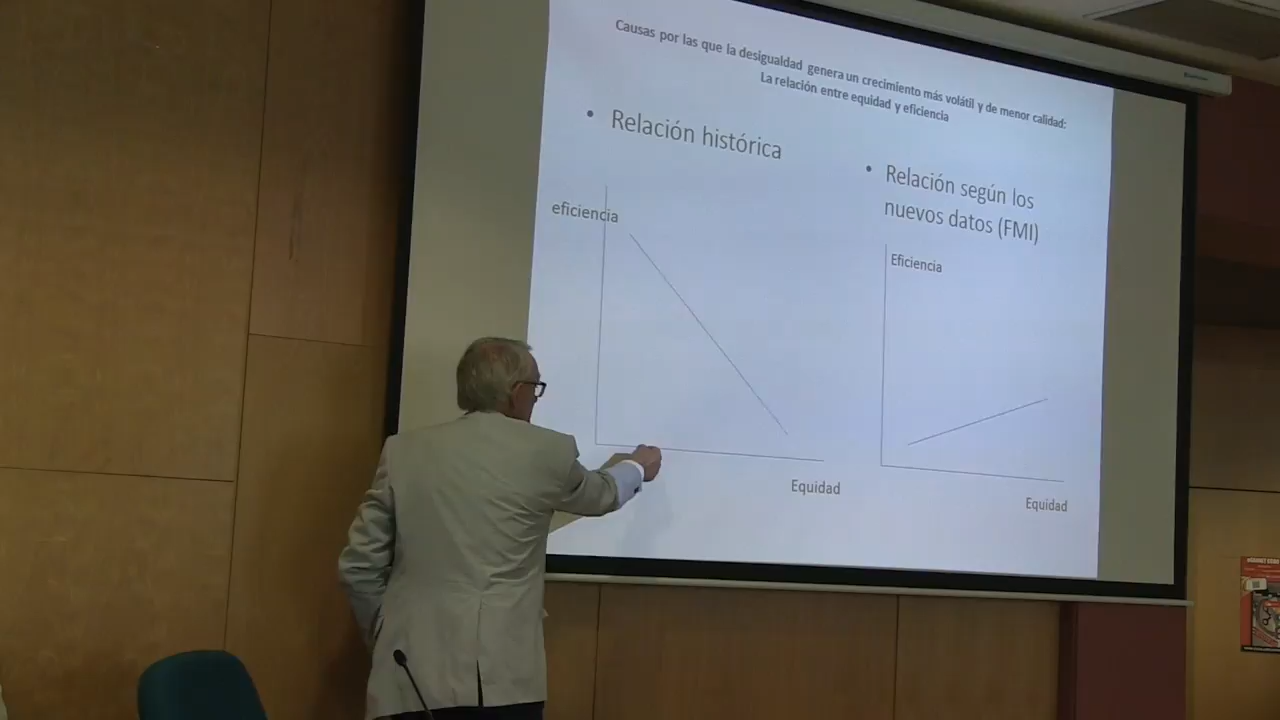 Causas por las que la desigualdad genera un crecimiento más volátil y de menor calidad:
La relación entre equidad y eficiencia
• Relación histórica
eficiencia
Equidad
• Relación según los
nuevos datos (FMI)
Eficiencia
Equidad